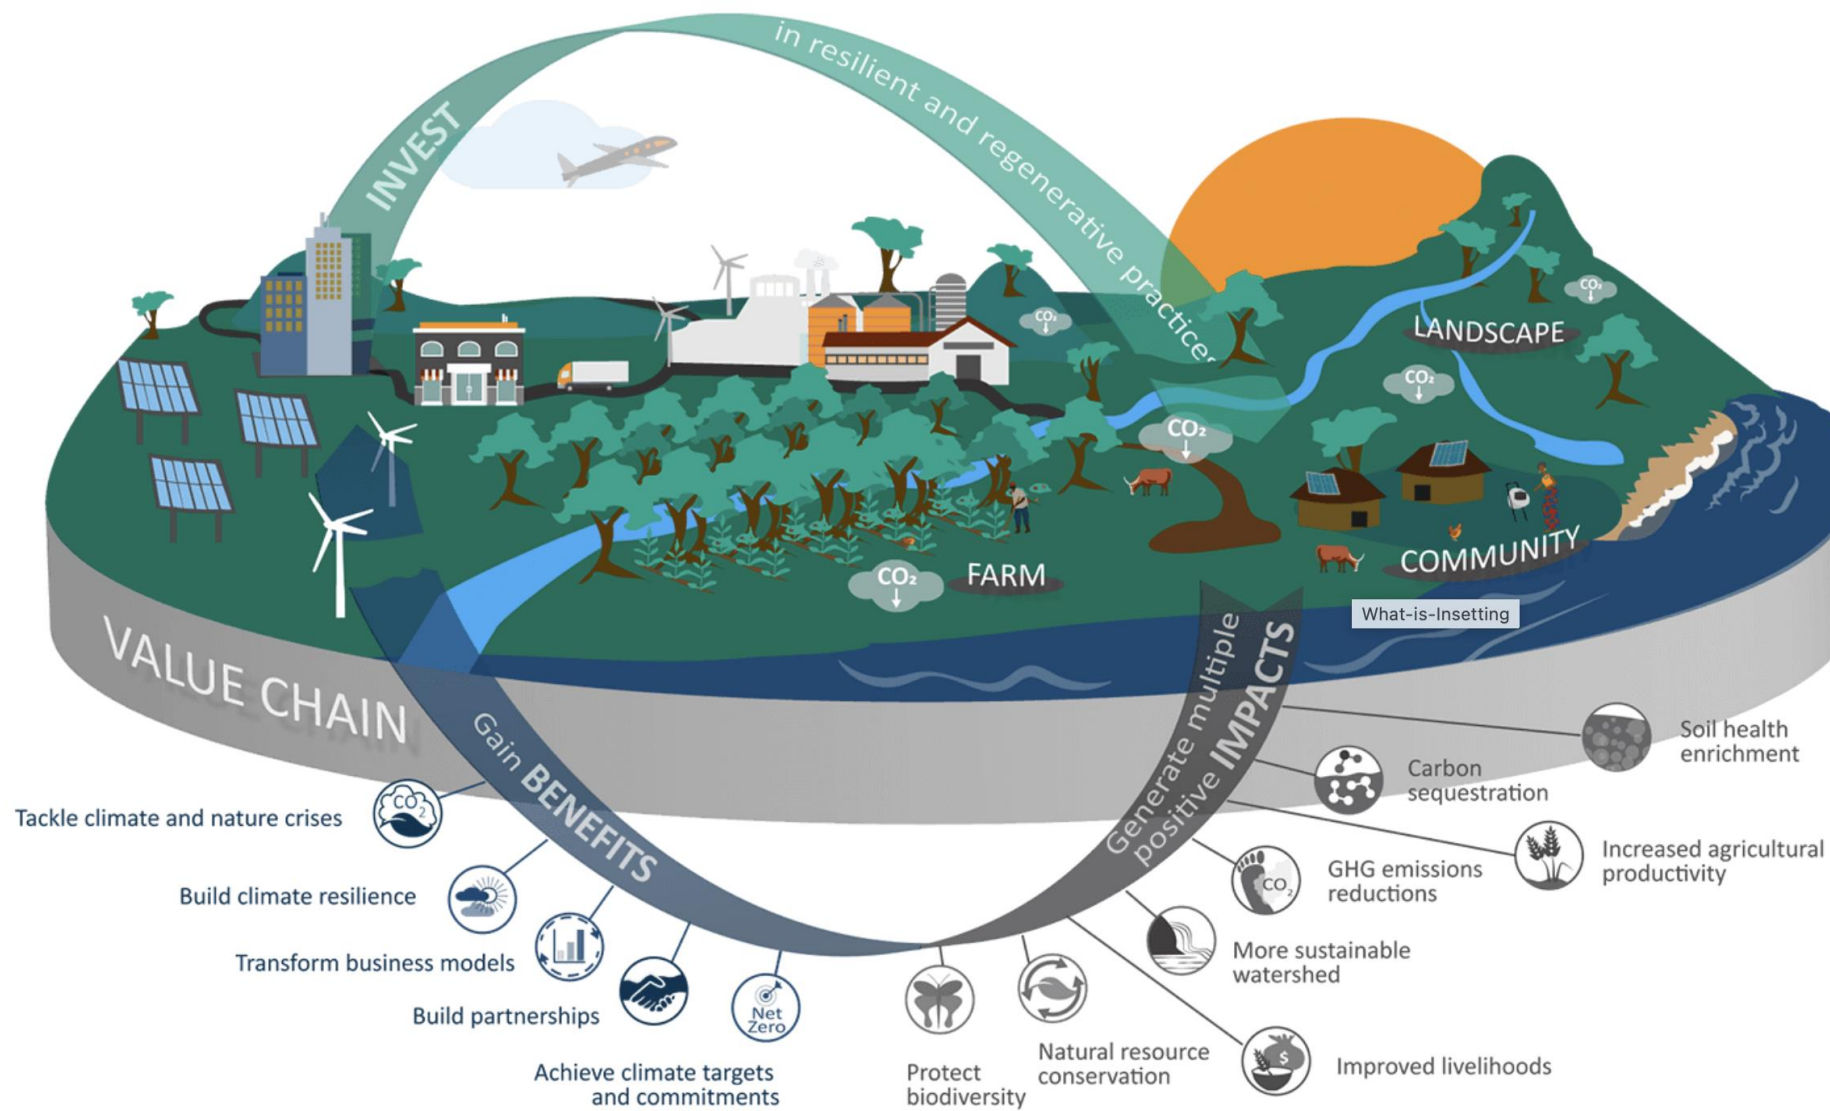 INVEST
in resilient and regenerative practices
CO₂
CO₂
LANDSCAPE
CO₂
CO₂
CO₂
FARM
COMMUNITY
What-is-Insetting
VALUE CHAIN
Gain BENEFITS
Generate multiple
positive IMPACTS
Tackle climate and nature crises
CO₂
Build climate resilience
Transform business models
Build partnerships
Net
Zero
Achieve climate targets
and commitments
Soil health
enrichment
Carbon
sequestration
Increased agricultural
productivity
GHG emissions
reductions
CO₂
More sustainable
watershed
$
Improved livelihoods
Natural resource
conservation
Protect
biodiversity